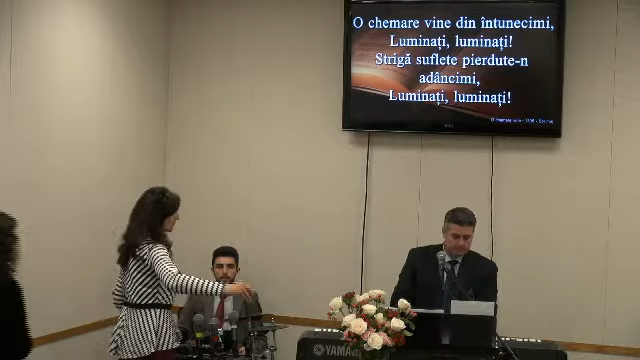 O chemare vine din întunecimi,
Luminați, luminați!
Strigă suflete pierdute-n
adâncimi,
Luminați, luminați!
YAMAHA